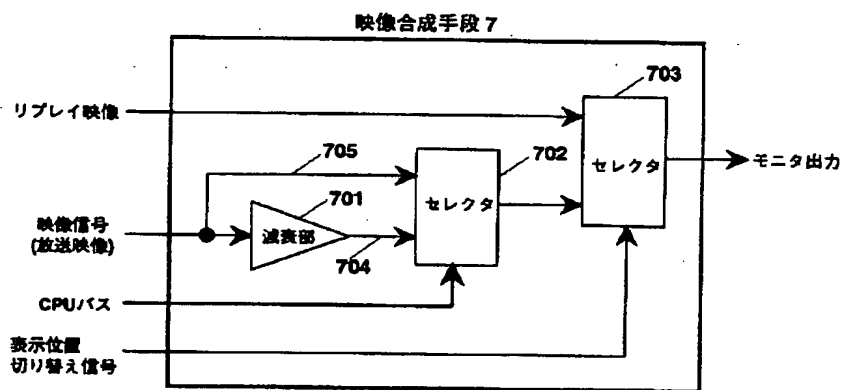 映像合成手段7
703
リプレイ映像
705
702
セレクタ
モニタ出力
701
セレクタ
映像信号
(放送映像)
減衰部
704
CPUバス
表示位置
切り替え信号